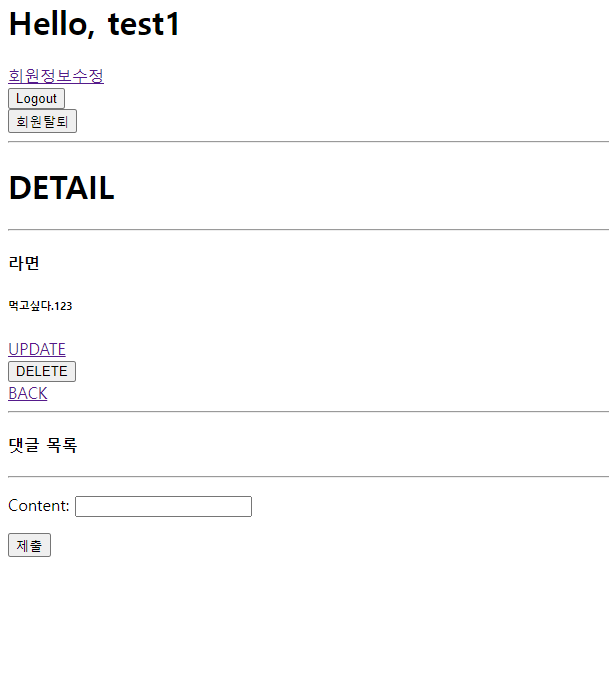 Hello, test1
회원정보수정
Logout
회원탈퇴
DETAIL
라면
먹고싶다.123
UPDATE
DELETE
BACK
댓글 목록
Content:
제출